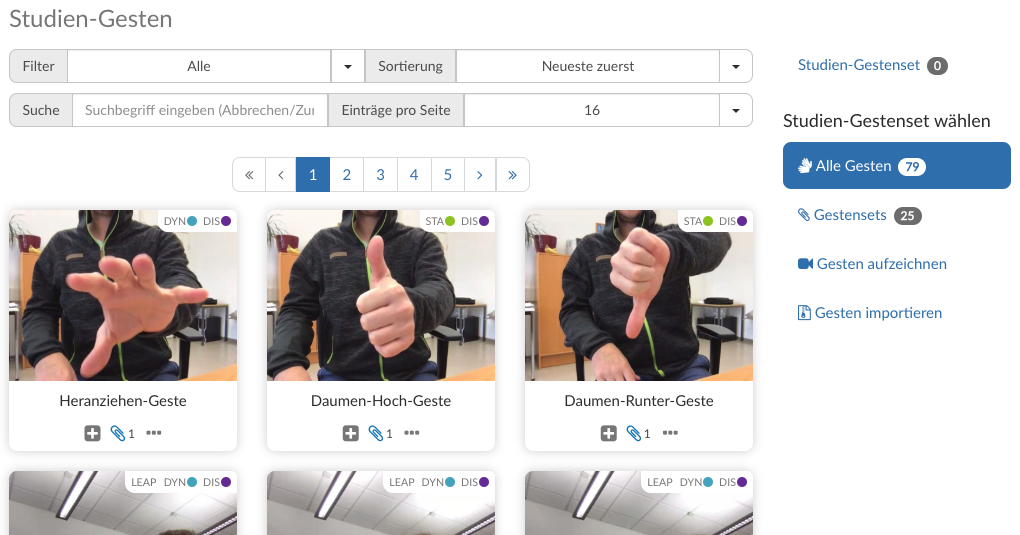 Studien-Gesten
Filter Alle Sortierung Neueste zuerst
Suche Suchbegriff eingeben (Abbrechen/Zui Einträge pro Seite 16
« ‹ 1 2 3 4 5 › »
DYN DIS
STA DIS
STA DIS
Heranziehen-Geste
Daumen-Hoch-Geste
Daumen-Runter-Geste
1
1
1
LEAP DYN DIS
LEAP DYN DIS
LEAP DYN DIS
Studien-Gestenset 0
Studien-Gestenset wählen
Alle Gesten 79
Gestensets 25
Gesten aufzeichnen
Gesten importieren